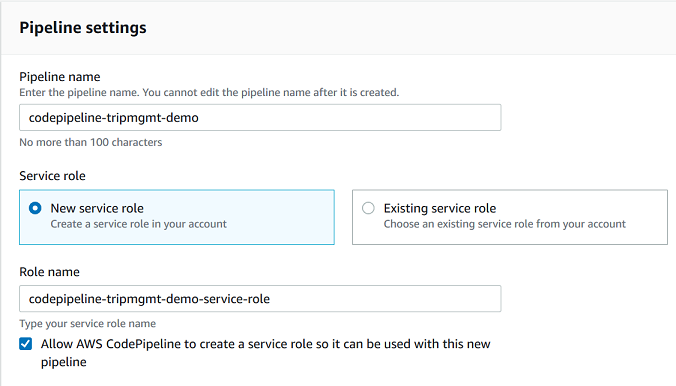 Pipeline settings
Pipeline name
Enter the pipeline name. You cannot edit the pipeline name after it is created.
codepipeline-tripmgmt-demo
No more than 100 characters
Service role
New service role
Create a service role in your account
Existing service role
Choose an existing service role from your account
Role name
codepipeline-tripmgmt-demo-service-role
Type your service role name
Allow AWS CodePipeline to create a service role so it can be used with this new
pipeline